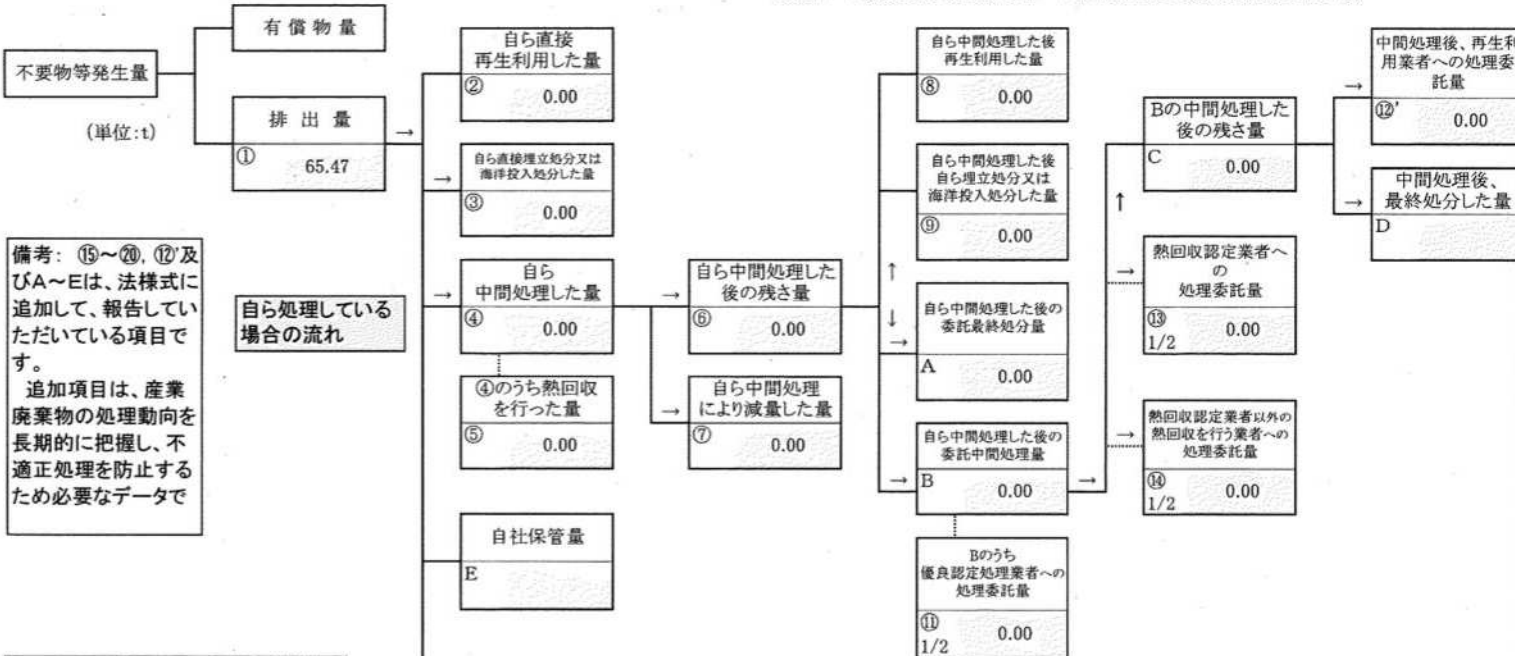 有償物量
不要物等発生量
(単位:t)
排出量
①
65.47
→
自ら直接
再生利用した量
②
0.00
→
自ら直接埋立処分又は
海洋投入処分した量
③
0.00
備考: ⑮~⑳, ⑫'及
びA~Eは、法様式に
追加して、報告してい
ただいている項目で
す。
追加項目は、産業
廃棄物の処理動向を
長期的に把握し、不
適正処理を防止する
ため必要なデータで
自ら処理している
場合の流れ
→
自ら
中間処理した量
④
0.00
④のうち熱回収
を行った量
⑤
0.00
自社保管量
E
→
自ら中間処理した
後の残さ量
⑥
0.00
→
自ら中間処理
により減量した量
⑦
0.00
自ら中間処理した後
再生利用した量
⑧
0.00
自ら中間処理した後
自ら埋立処分又は
海洋投入処分した量
⑨
0.00
↑
↓
→
自ら中間処理した後の
委託最終処分量
A
0.00
→
自ら中間処理した後の
委託中間処理量
B
0.00
→
Bのうち
優良認定処理業者への
処理委託量
⑪
1/2
0.00
↑
Bの中間処理した
後の残さ量
C
0.00
→
熱回収認定業者へ
の
処理委託量
⑬
1/2
0.00
→
熱回収認定業者以外の
熱回収を行う業者への
処理委託量
⑭
1/2
0.00
→
中間処理後、再生利
用業者への処理委
託量
⑫'
0.00
→
中間処理後、
最終処分した量
D